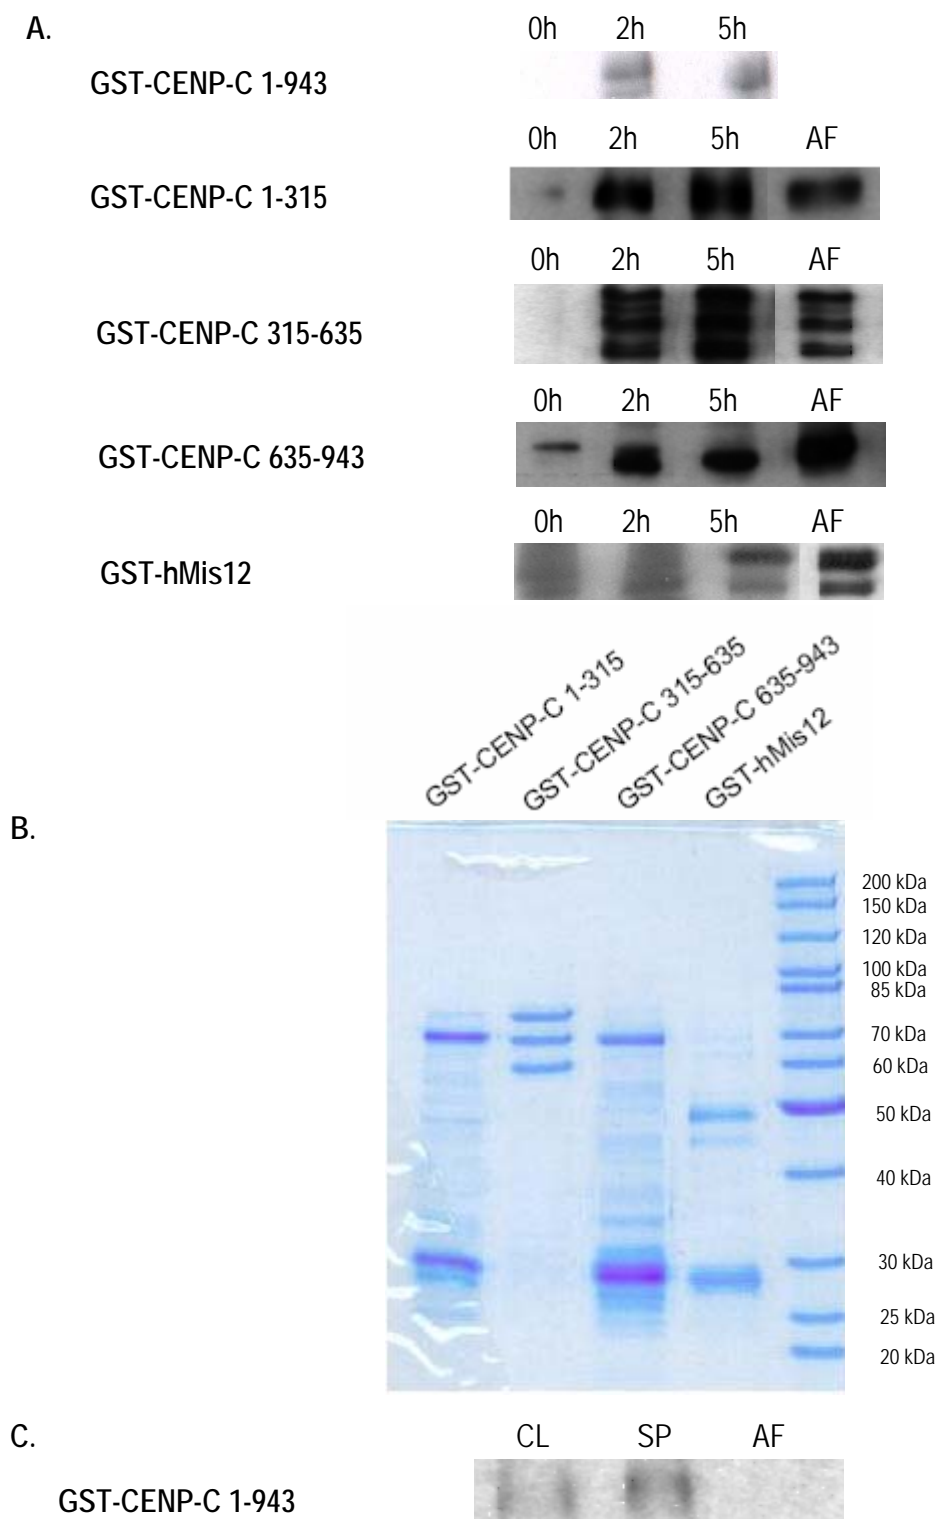 A.
0h 2h 5h
GST-CENP-C 1-943
0h 2h 5h AF
GST-CENP-C 1-315
0h 2h 5h AF
GST-CENP-C 315-635
0h 2h 5h AF
GST-CENP-C 635-943
0h 2h 5h AF
GST-hMis12
GST-CENP-C 1-315
GST-CENP-C 315-635
GST-CENP-C 635-943
GST-hMis12
B.
200 kDa
150 kDa
120 kDa
100 kDa
85 kDa
70 kDa
60 kDa
50 kDa
40 kDa
30 kDa
25 kDa
20 kDa
C.
CL SP AF
GST-CENP-C 1-943